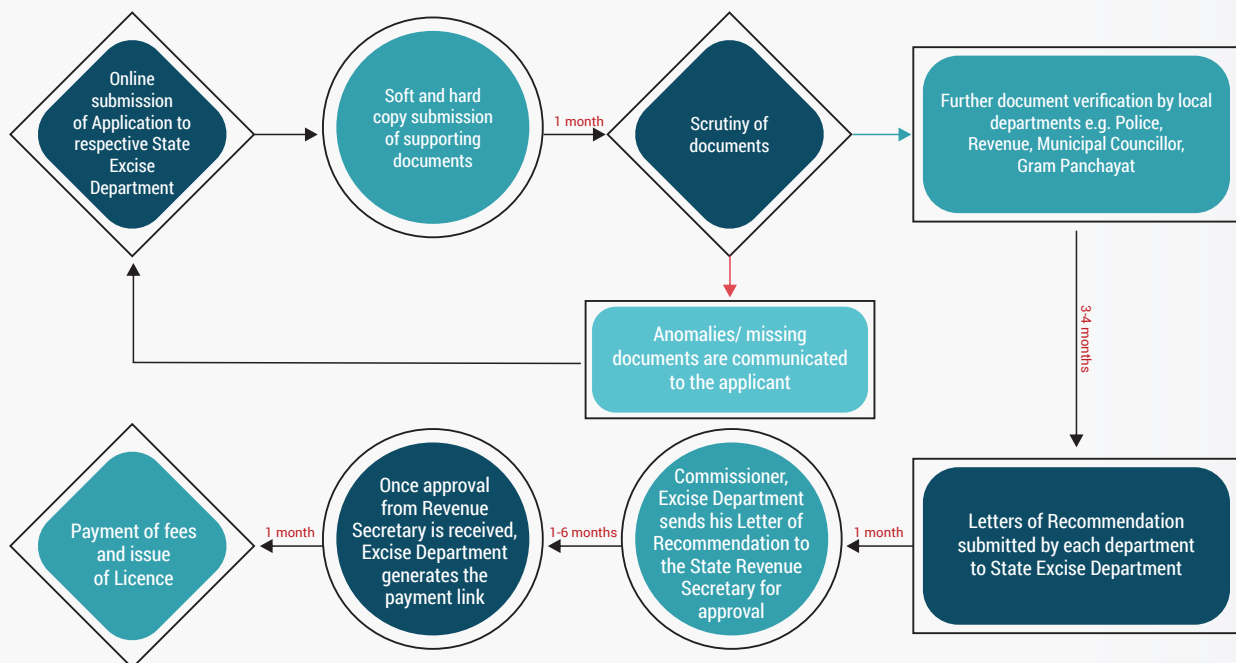 Online
submission
of Application to
respective State
Excise
Department
Soft and hard
copy submission
of supporting
documents
1 month
Scrutiny of
documents
Further document verification by local
departments e.g. Police,
Revenue, Municipal Councillor,
Gram Panchayat
Anomalies/ missing
documents are communicated
to the applicant
3-4 months
Letters of Recommendation
submitted by each department
to State Excise Department
1 month
Commissioner,
Excise Department
sends his Letter of
Recommendation to
the State Revenue
Secretary for
approval
1-6 months
Once approval
from Revenue
Secretary is received,
Excise Department
generates the
payment link
1 month
Payment of fees
and issue
of Licence